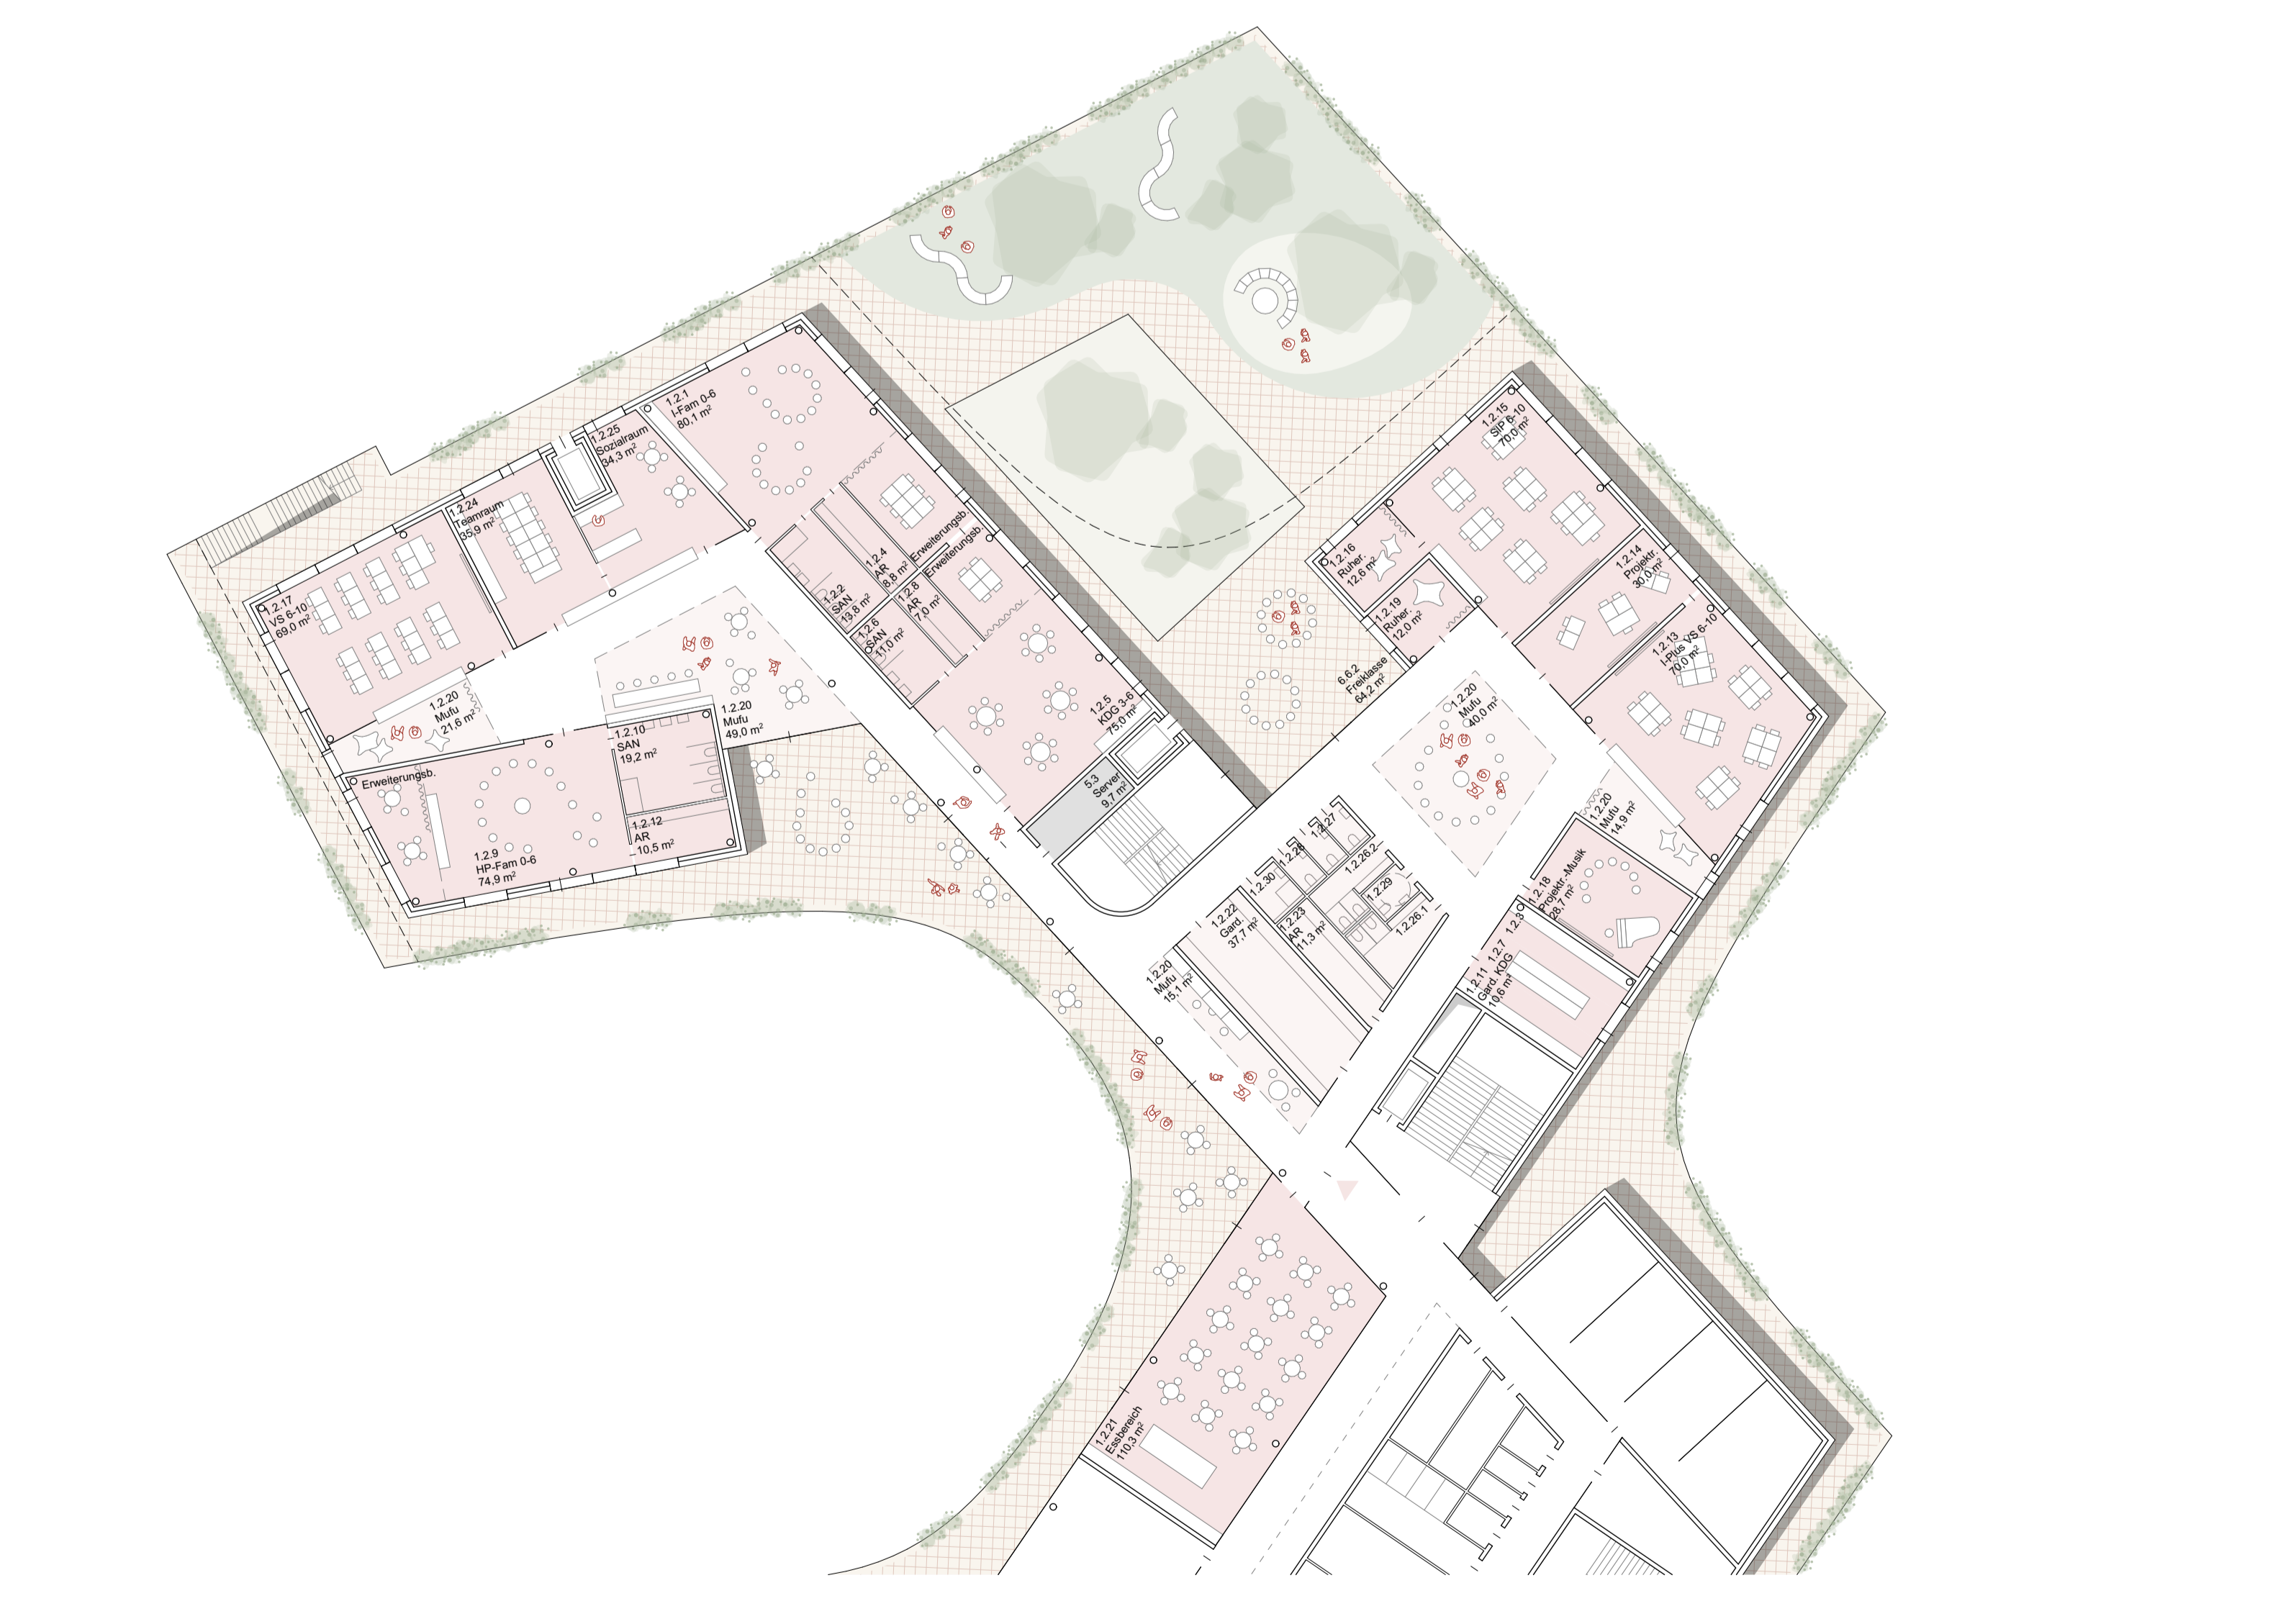 1.2.1
I-Fam 0-6
80,1 m²
1.2.25
Sozialraum
34,3 m²
1.2.24
Teamraum
35,9 m²
1.2.17
VS 6-10
69,0 m²
1.2.20
Mufu
21,6 m²
1.2.20
Mufu
49,0 m²
1.2.10
SAN
19,2 m²
1.2.12
AR
10,5 m²
Erweiterungsb.
1.2.9
HP-Fam 0-6
74,9 m²
1.2.2
SAN
13,8 m²
1.2.4
AR
8,8 m²
Erweiterungsb.
Erweiterungsb.
1.2.6
SAN
11,0 m²
1.2.8
AR
7,0 m²
1.2.5
KDG 3-6
75,0 m²
5.3
Server
9,7 m²
1.2.15
SIP 6-10
70,0 m²
1.2.16
Ruher.
12,6 m²
1.2.19
Ruher.
12,0 m²
1.2.14
Projektr.
30,0 m²
1.2.13
I-Plus VS 6-10
70,0 m²
6.6.2
Freiklasse
64,2 m²
1.2.20
Mufu
40,0 m²
1.2.20
Mufu
14,9 m²
1.2.18
Projektr.-Musik
28,7 m²
1.2.11 1.2.7 1.2.3
Gard. KDG
10,6 m²
1.2.27
1.2.28
1.2.26.2
1.2.30
1.2.29
1.2.26.1
1.2.22
Gard.
37,7 m²
1.2.23
AR
11,3 m²
1.2.20
Mufu
15,1 m²
1.2.21
Essbereich
110,3 m²